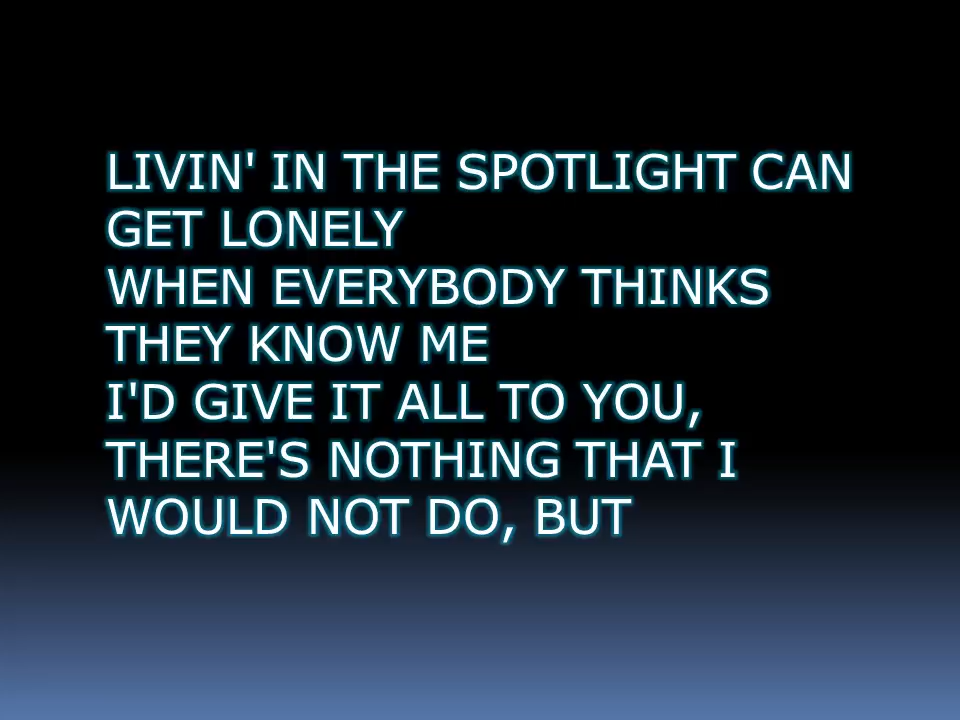 LIVIN' IN THE SPOTLIGHT CAN
GET LONELY
WHEN EVERYBODY THINKS
THEY KNOW ME
I'D GIVE IT ALL TO YOU,
THERE'S NOTHING THAT I
WOULD NOT DO, BUT